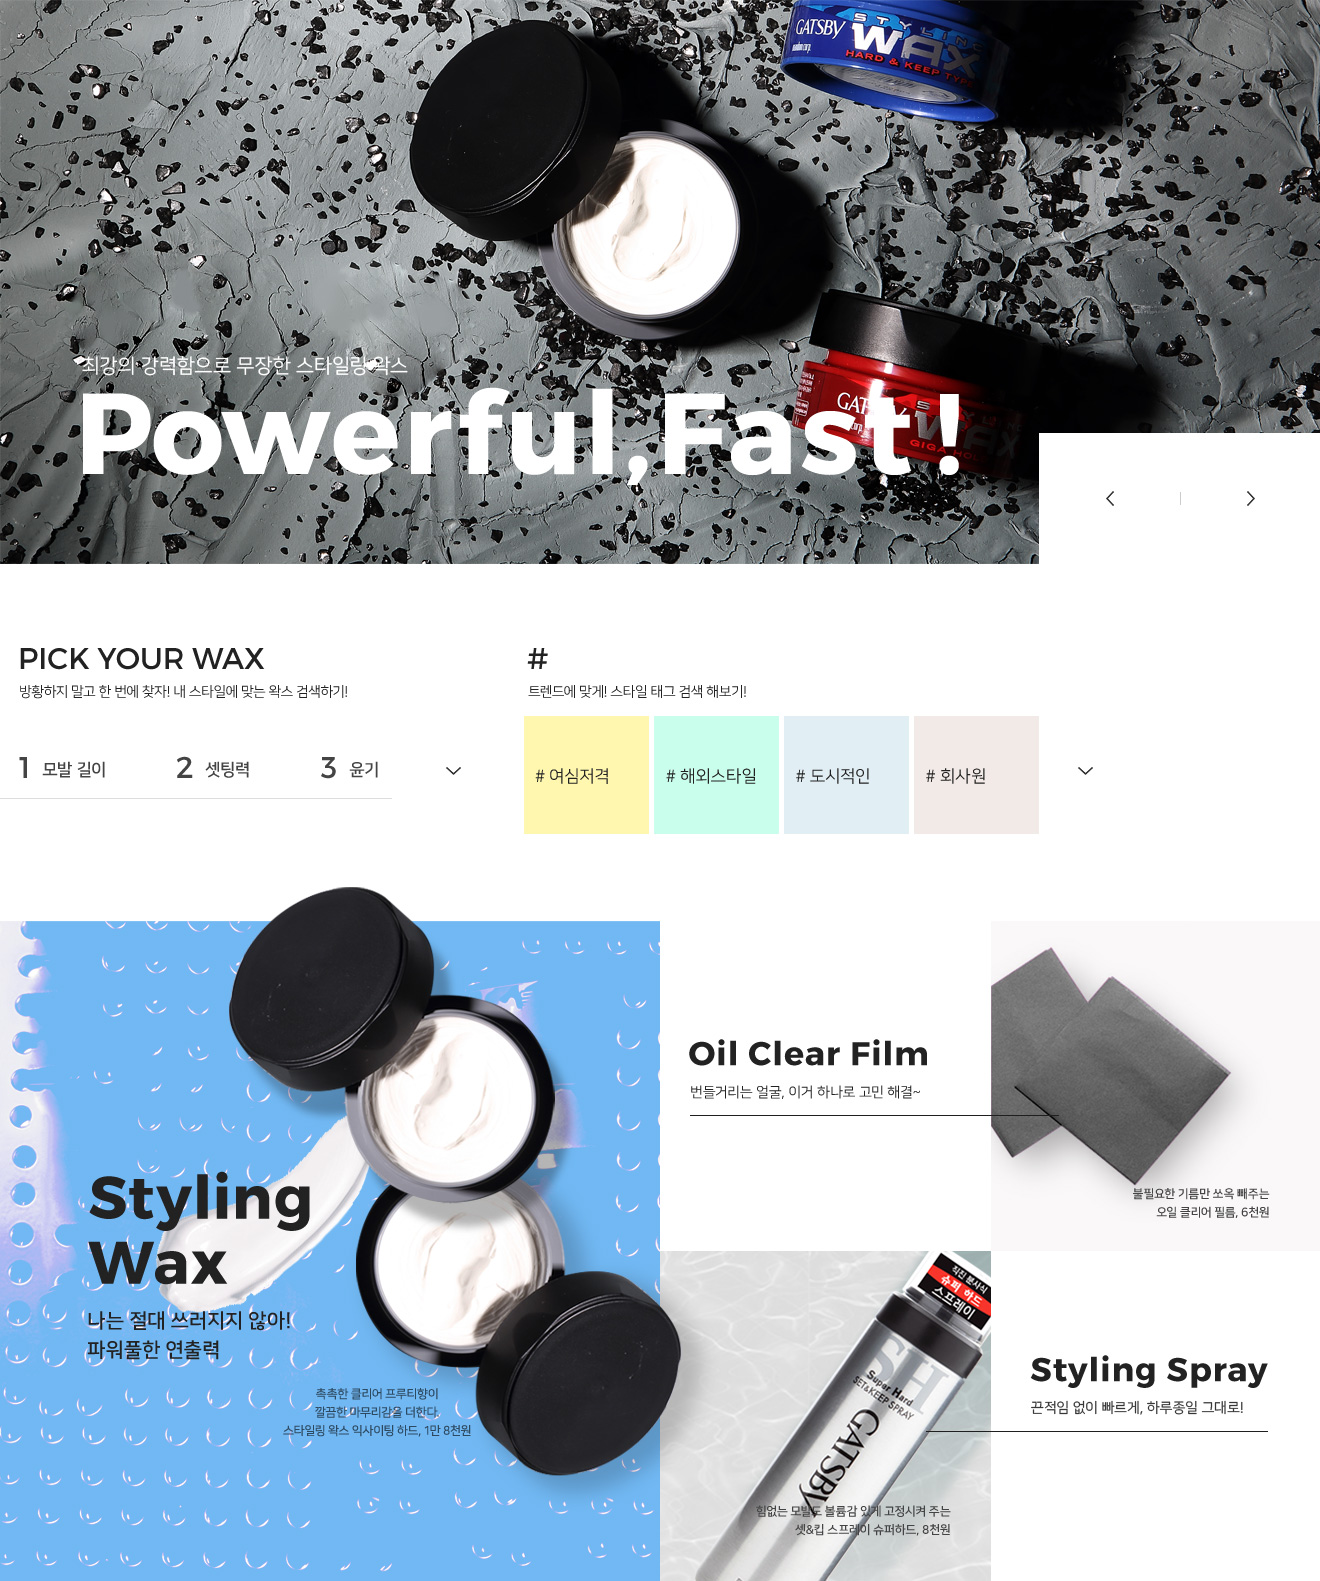 GATSBY
STYLING
WAX
HARD & KEEP TYPE
최강의 강력함으로 무장한 스타일링 왁스
Powerful,Fast!
GATSBY
WAX
GIGA HOLD
PICK YOUR WAX
방황하지 말고 한 번에 찾자! 내 스타일에 맞는 왁스 검색하기!
1 모발 길이
2 셋팅력
3 윤기
#
트렌드에 맞게! 스타일 태그 검색 해보기!
# 여심저격
# 해외스타일
# 도시적인
# 회사원
Styling
Wax
나는 절대 쓰러지지 않아!
파워풀한 연출력
촉촉한 클리어 프루티향이
깔끔한 마무리감을 더한다.
스타일링 왁스 익사이팅 하드, 1만 8천원
Oil Clear Film
번들거리는 얼굴, 이거 하나로 고민 해결~
불필요한 기름만 쏘옥 빼주는
오일 클리어 필름, 6천원
직진 분사식
슈퍼 하드
스프레이
SH
Super Hard
SET&KEEP SPRAY
GATSBY
힘없는 모발도 볼륨감 있게 고정시켜 주는
셋&킵 스프레이 슈퍼하드, 8천원
Styling Spray
끈적임 없이 빠르게, 하루종일 그대로!